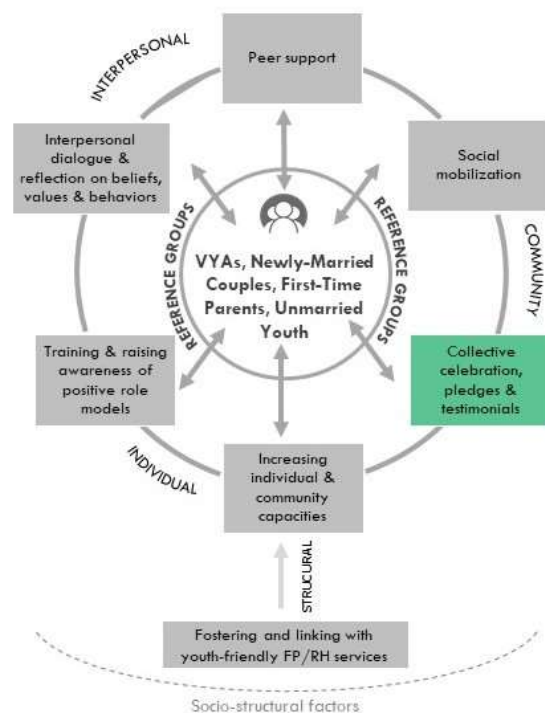 INTERPERSONAL
Peer support
Interpersonal
dialogue &
reflection on beliefs,
values & behaviors
Social
mobilization
COMMUNITY
REFERENCE GROUPS
REFERENCE GROUPS
VYAs, Newly-Married
Couples, First-Time
Parents, Unmarried
Youth
Training & raising
awareness of
positive role
models
Collective
celebration,
pledges &
testimonials
INDIVIDUAL
Increasing
individual &
community
capacities
STRUCTURAL
Fostering and linking with
youth-friendly FP/RH services
Socio-structural factors